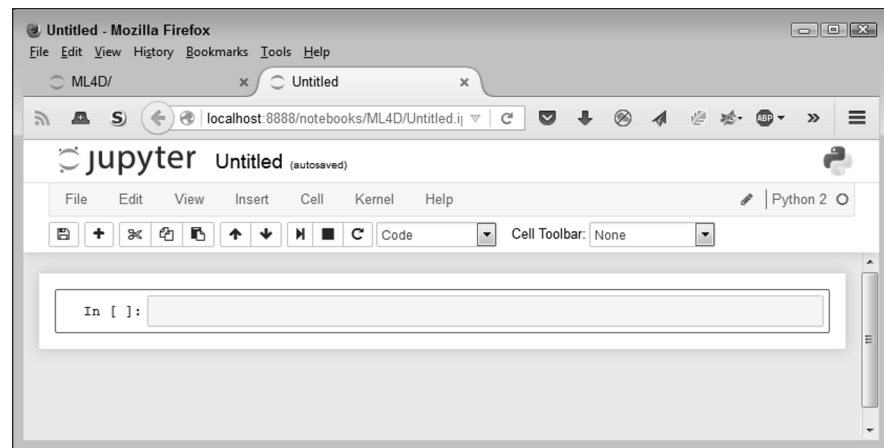 Untitled - Mozilla Firefox
File Edit View History Bookmarks Tools Help
ML4D/ × Untitled ×
S localhost:8888/notebooks/ML4D/Untitled.i ABP
jupyter Untitled (autosaved)
File Edit View Insert Cell Kernel Help Python 2
Code Cell Toolbar: None
In [ ]: